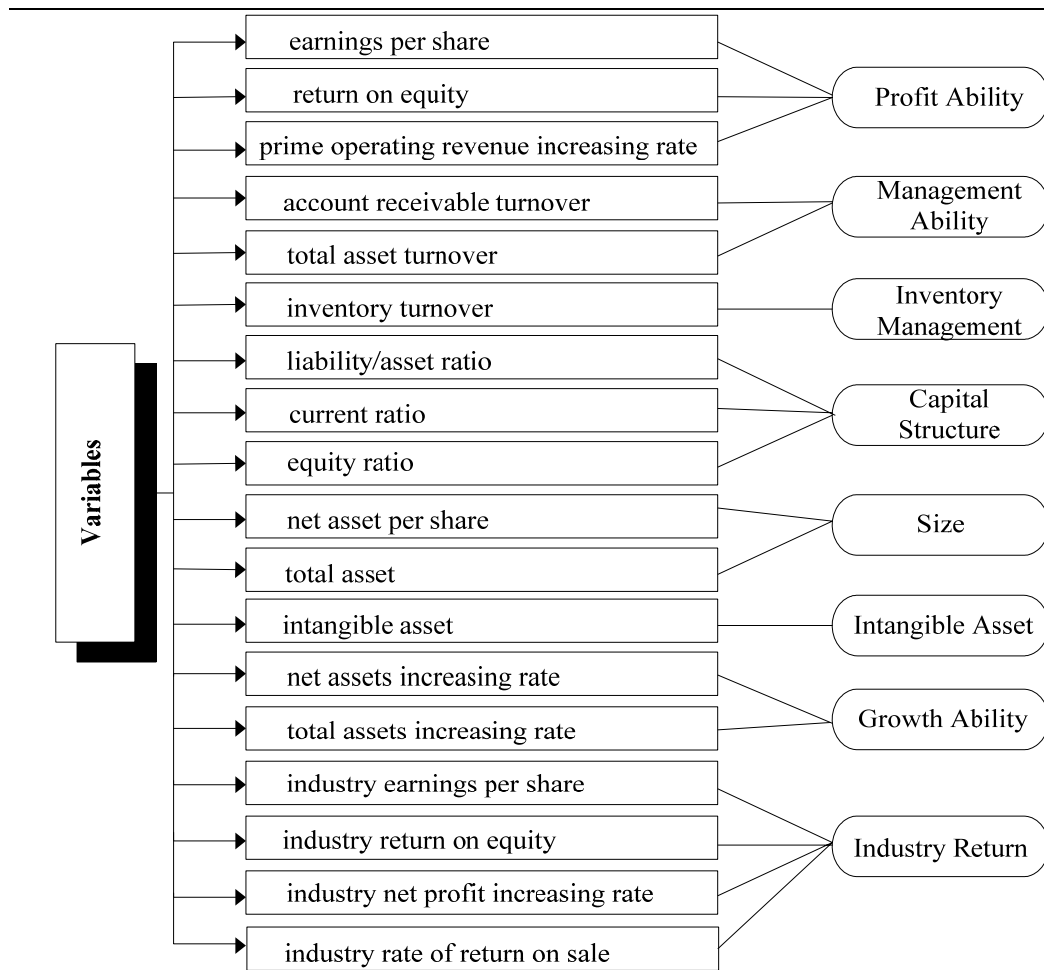 Variables
earnings per share
return on equity
prime operating revenue increasing rate
account receivable turnover
total asset turnover
inventory turnover
liability/asset ratio
current ratio
equity ratio
net asset per share
total asset
intangible asset
net assets increasing rate
total assets increasing rate
industry earnings per share
industry return on equity
industry net profit increasing rate
industry rate of return on sale
Profit Ability
Management
Ability
Inventory
Management
Capital
Structure
Size
Intangible Asset
Growth Ability
Industry Return